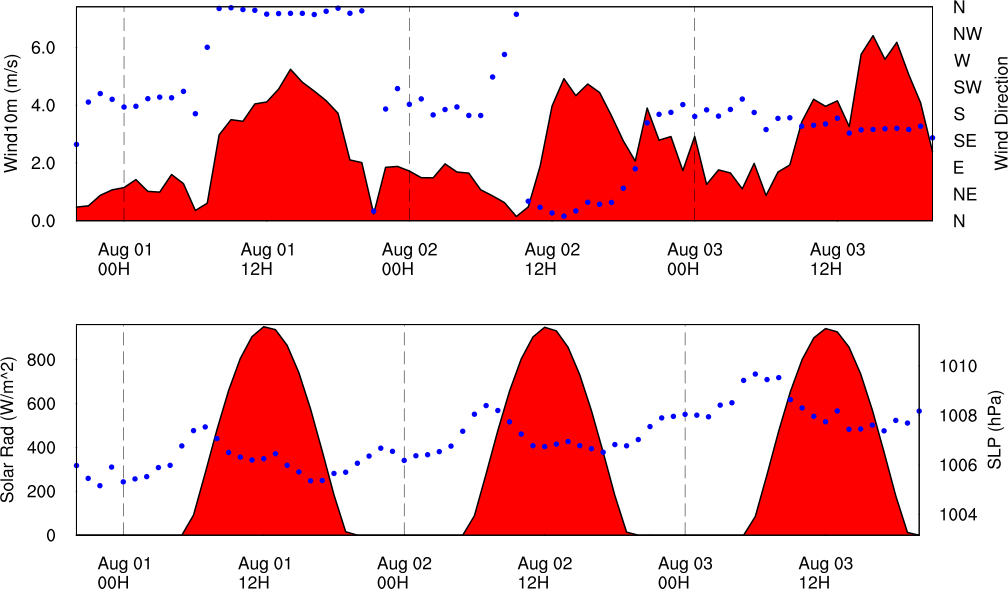 N
NW
W
SW
S
SE
E
NE
N
6.0
4.0
2.0
0.0
Wind10m (m/s)
Wind Direction
Aug 01 00H
Aug 01 12H
Aug 02 00H
Aug 02 12H
Aug 03 00H
Aug 03 12H
800
600
400
200
0
Solar Rad (W/m^2)
1010
1008
1006
1004
SLP (hPa)
Aug 01 00H
Aug 01 12H
Aug 02 00H
Aug 02 12H
Aug 03 00H
Aug 03 12H